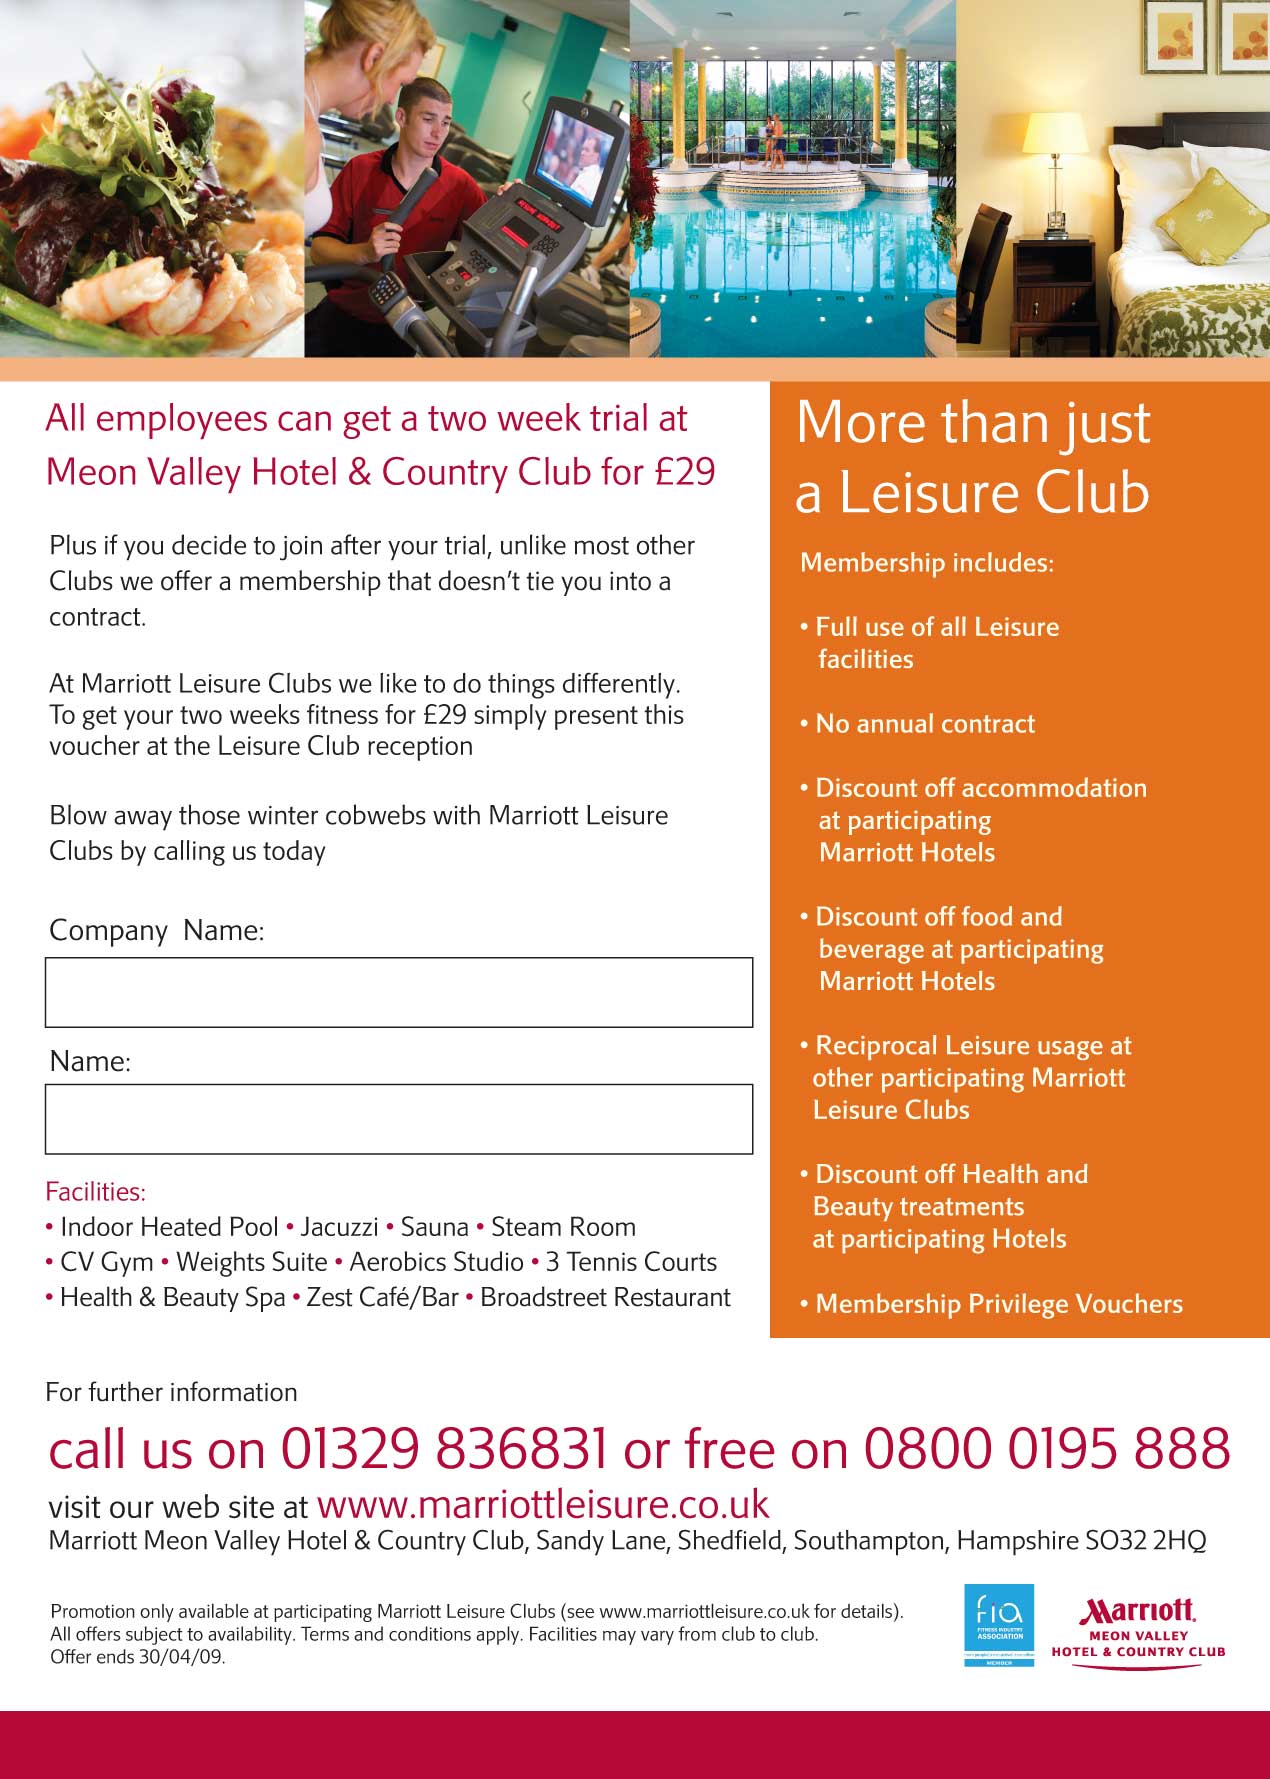 All employees can get a two week trial at
Meon Valley Hotel & Country Club for £29
Plus if you decide to join after your trial, unlike most other
Clubs we offer a membership that doesn't tie you into a
contract.
At Marriott Leisure Clubs we like to do things differently.
To get your two weeks fitness for £29 simply present this
voucher at the Leisure Club reception
Blow away those winter cobwebs with Marriott Leisure
Clubs by calling us today
Company Name:
Name:
Facilities:
• Indoor Heated Pool • Jacuzzi • Sauna • Steam Room
• CV Gym • Weights Suite • Aerobics Studio • 3 Tennis Courts
• Health & Beauty Spa • Zest Café/Bar • Broadstreet Restaurant
More than just
a Leisure Club
Membership includes:
• Full use of all Leisure
facilities
• No annual contract
• Discount off accommodation
at participating
Marriott Hotels
• Discount off food and
beverage at participating
Marriott Hotels
• Reciprocal Leisure usage at
other participating Marriott
Leisure Clubs
• Discount off Health and
Beauty treatments
at participating Hotels
• Membership Privilege Vouchers
For further information
call us on 01329 836831 or free on 0800 0195 888
visit our web site at www.marriottleisure.co.uk
Marriott Meon Valley Hotel & Country Club, Sandy Lane, Shedfield, Southampton, Hampshire SO32 2HQ
Promotion only available at participating Marriott Leisure Clubs (see www.marriottleisure.co.uk for details).
All offers subject to availability. Terms and conditions apply. Facilities may vary from club to club.
Offer ends 30/04/09.
fia
FITNESS INDUSTRY
ASSOCIATION
MEMBER
Marriott.
MEON VALLEY
HOTEL & COUNTRY CLUB